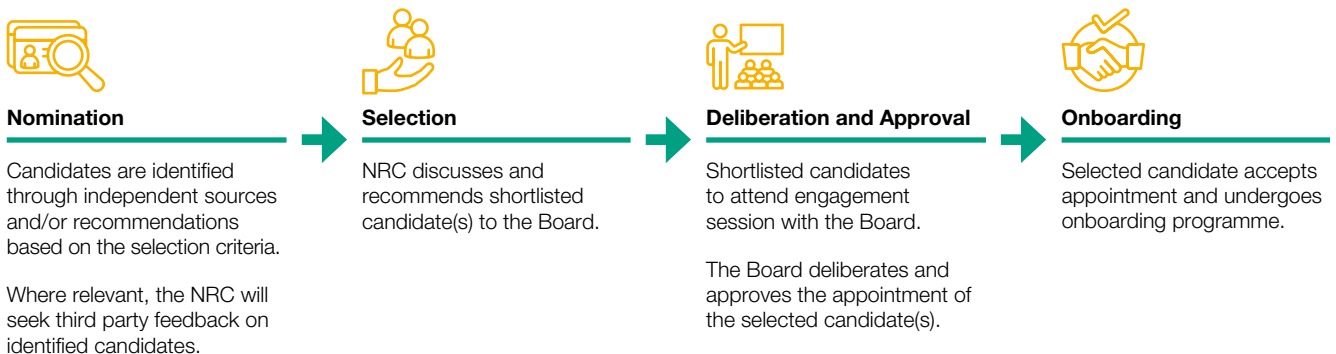 Nomination
Candidates are identified
through independent sources
and/or recommendations
based on the selection criteria.
Where relevant, the NRC will
seek third party feedback on
identified candidates.
Selection
NRC discusses and
recommends shortlisted
candidate(s) to the Board.
Deliberation and Approval
Shortlisted candidates
to attend engagement
session with the Board.
The Board deliberates and
approves the appointment of
the selected candidate(s).
Onboarding
Selected candidate accepts
appointment and undergoes
onboarding programme.